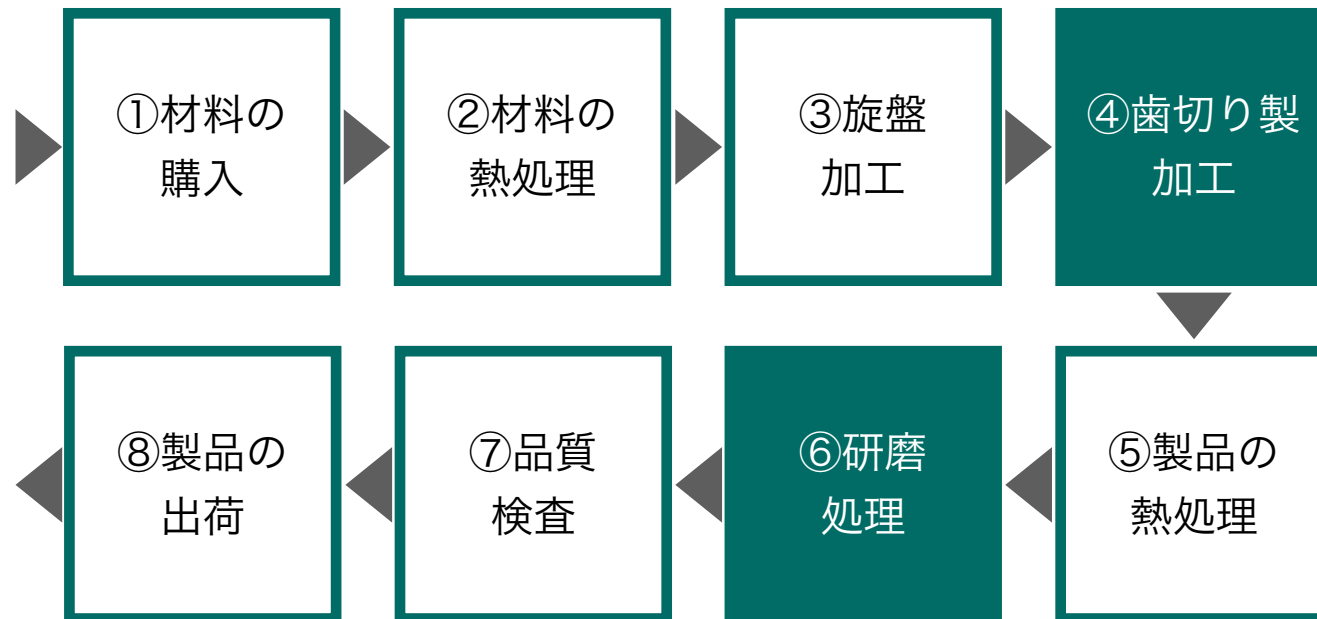 ①材料の
購入
②材料の
熱処理
③旋盤
加工
④歯切り製
加工
⑤製品の
熱処理
⑥研磨
処理
⑦品質
検査
⑧製品の
出荷